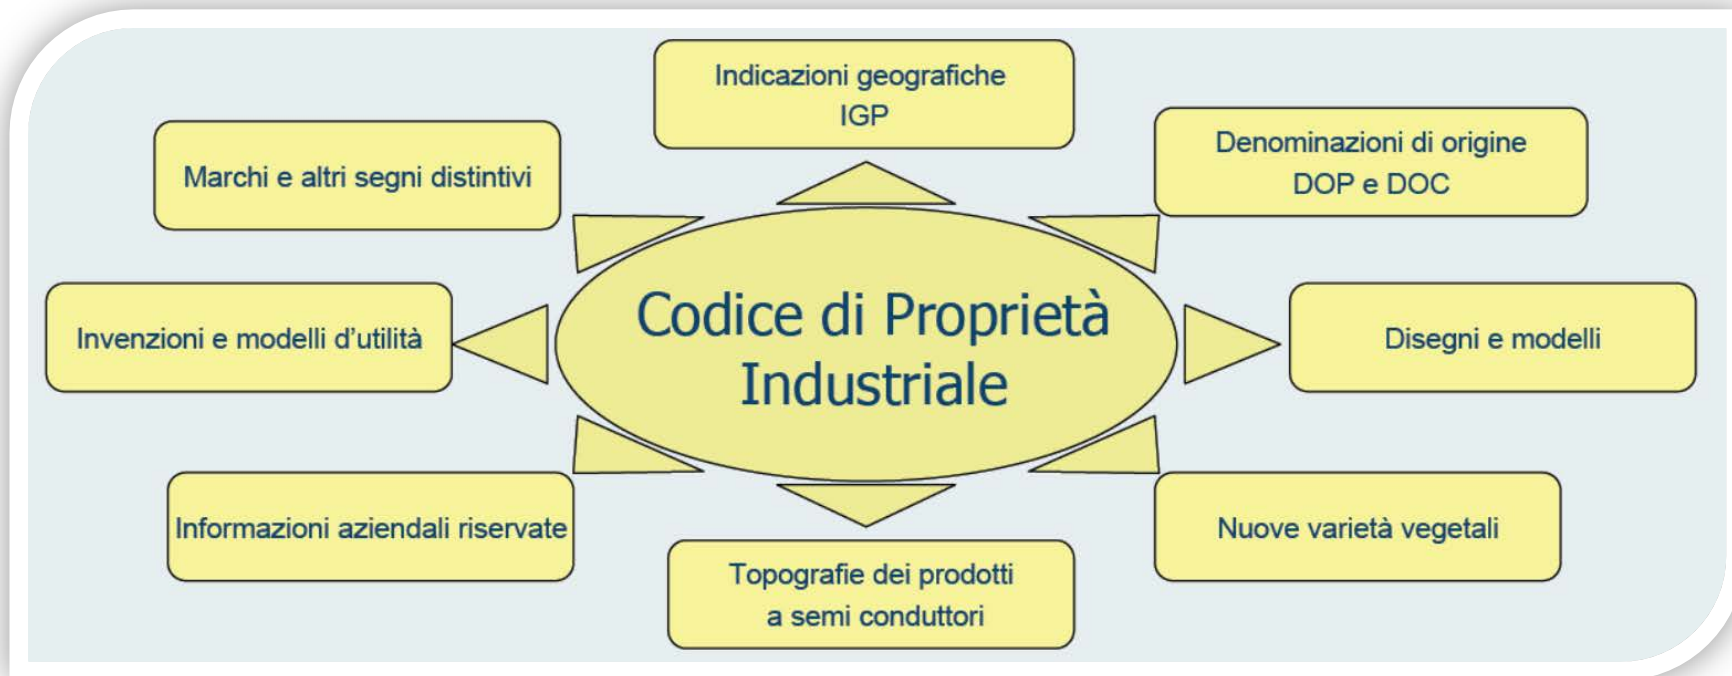 Indicazioni geografiche
IGP
Denominazioni di origine
DOP e DOC
Marchi e altri segni distintivi
Codice di Proprietà
Industriale
Invenzioni e modelli d'utilità
Disegni e modelli
Informazioni aziendali riservate
Nuove varietà vegetali
Topografie dei prodotti
a semi conduttori